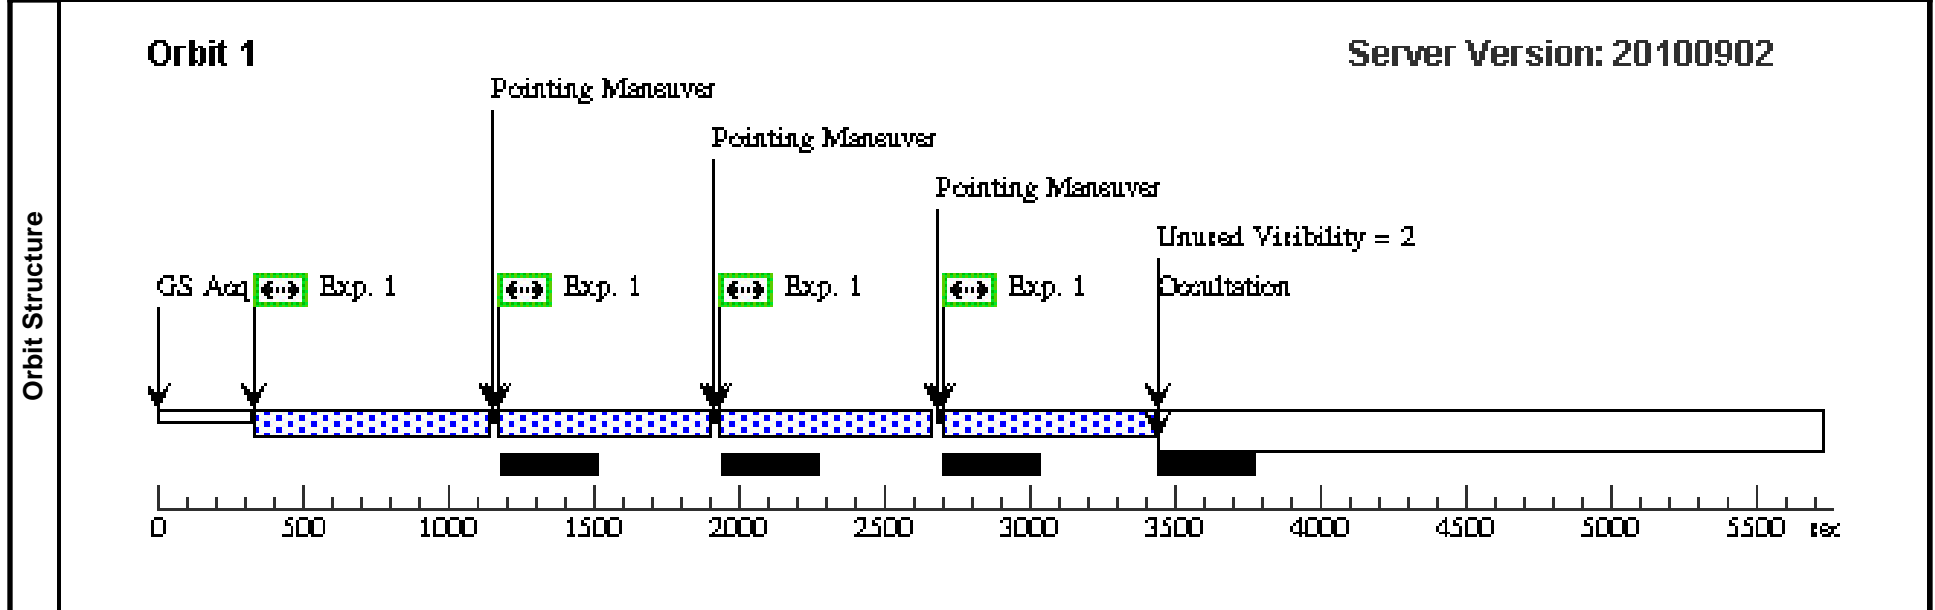 Orbit Structure
Orbit 1
Server Version: 20100902
Pointing Maneuver
Pointing Maneuver
Pointing Maneuver
Unused Visibility = 2
GS Acq
Exp. 1
Exp. 1
Exp. 1
Exp. 1
Occultation
0 500 1000 1500 2000 2500 3000 3500 4000 4500 5000 5500 sec